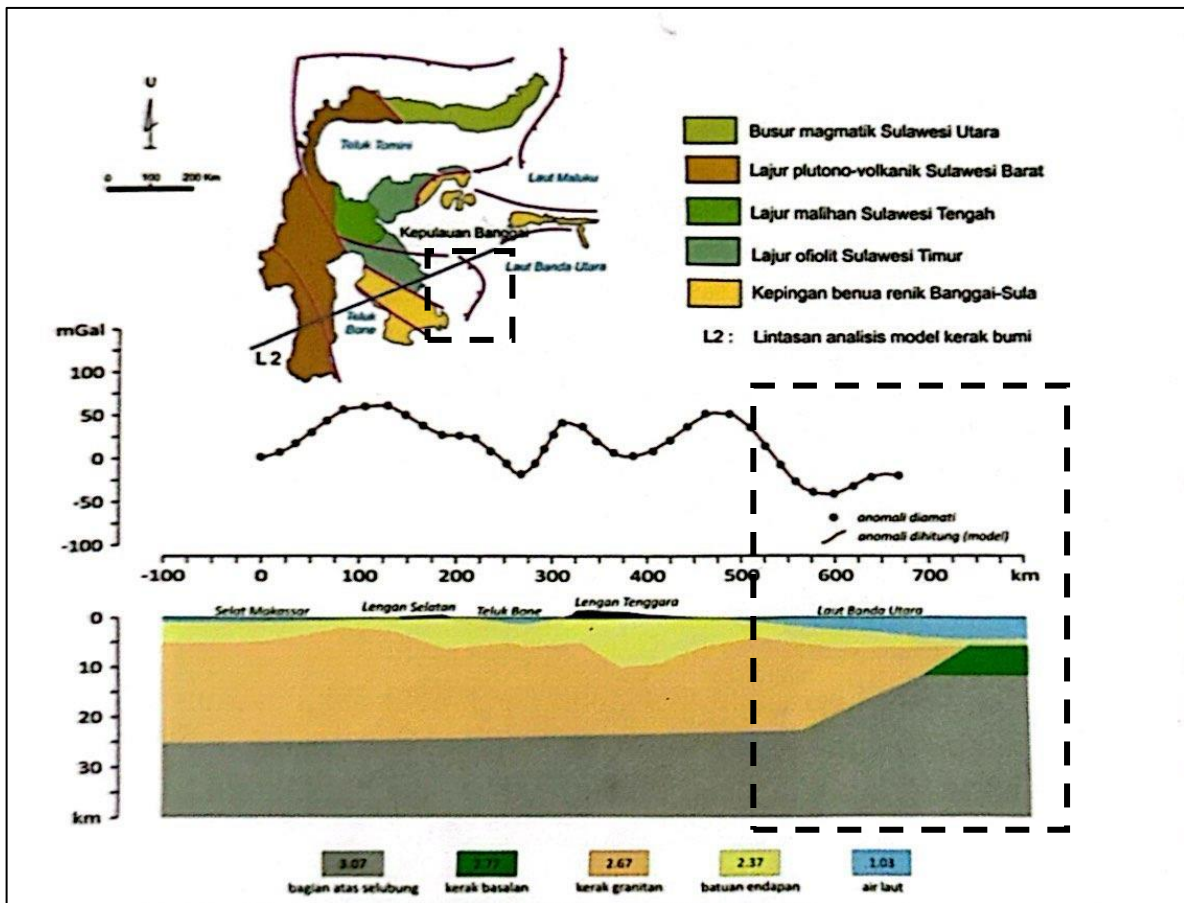 U
0 100 200 Km
Teluk Tomini
Laut Maluku
Kepulauan Banggai
Laut Banda Utara
Teluk
Bone
L 2
Busur magmatik Sulawesi Utara
Lajur plutono-volkanik Sulawesi Barat
Lajur malihan Sulawesi Tengah
Lajur ofiolit Sulawesi Timur
Kepingan benua renik Banggai-Sula
L2 : Lintasan analisis model kerak bumi
mGal
100
50
0
-50
-100
anomali diamati
anomali dihitung (model)
-100 0 100 200 300 400 500 600 700 km
Selat Makassar Lengan Selatan Teluk Bone Lengan Tenggara Laut Banda Utara
0
10
20
30
km
3.07 2.67 2.37 1.03
bagian atas selubung kerak basalan kerak granitan batuan endapan air laut